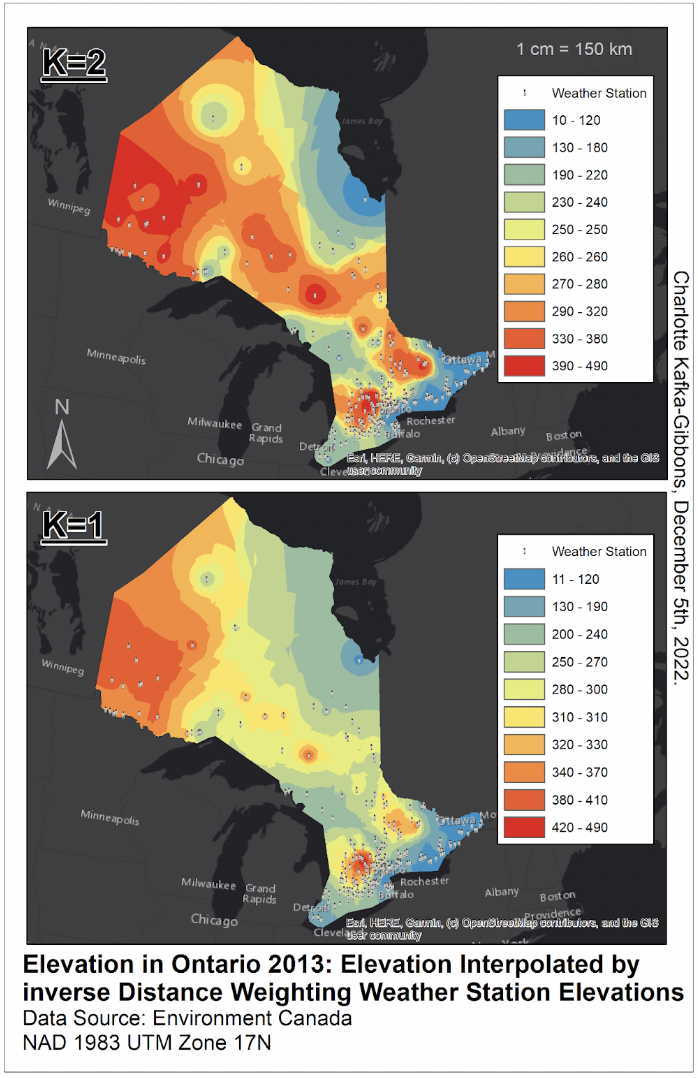 K=2
1 cm = 150 km
James Bay
Winnipeg
Weather Station
10 - 120
130 - 180
190 - 220
230 - 240
250 - 250
260 - 260
270 - 280
290 - 320
330 - 380
390 - 490
Minneapolis
Ottawa M
N
Milwaukee
Grand
Rapids
Rochester
Buffalo
Albany
Boston
Providence
Detroit
Chicago
Esri, HERE, Garmin, (c) OpenStreetMap contributors, and the GIS
user community
Charlotte Kafka-Gibbons, December 5th, 2022.
K=1
James Bay
Winnipeg
Weather Station
11 - 120
130 - 190
200 - 240
250 - 270
280 - 300
310 - 310
320 - 330
340 - 370
380 - 410
420 - 490
Minneapolis
Ottawa Mo
Milwaukee
Grand
Rapids
Rochester
Buffalo
Albany
Boston
Providence
Detroit
Chicago
Esri, HERE, Garmin, (c) OpenStreetMap contributors, and the GIS
user community
Elevation in Ontario 2013: Elevation Interpolated by
inverse Distance Weighting Weather Station Elevations
Data Source: Environment Canada
NAD 1983 UTM Zone 17N